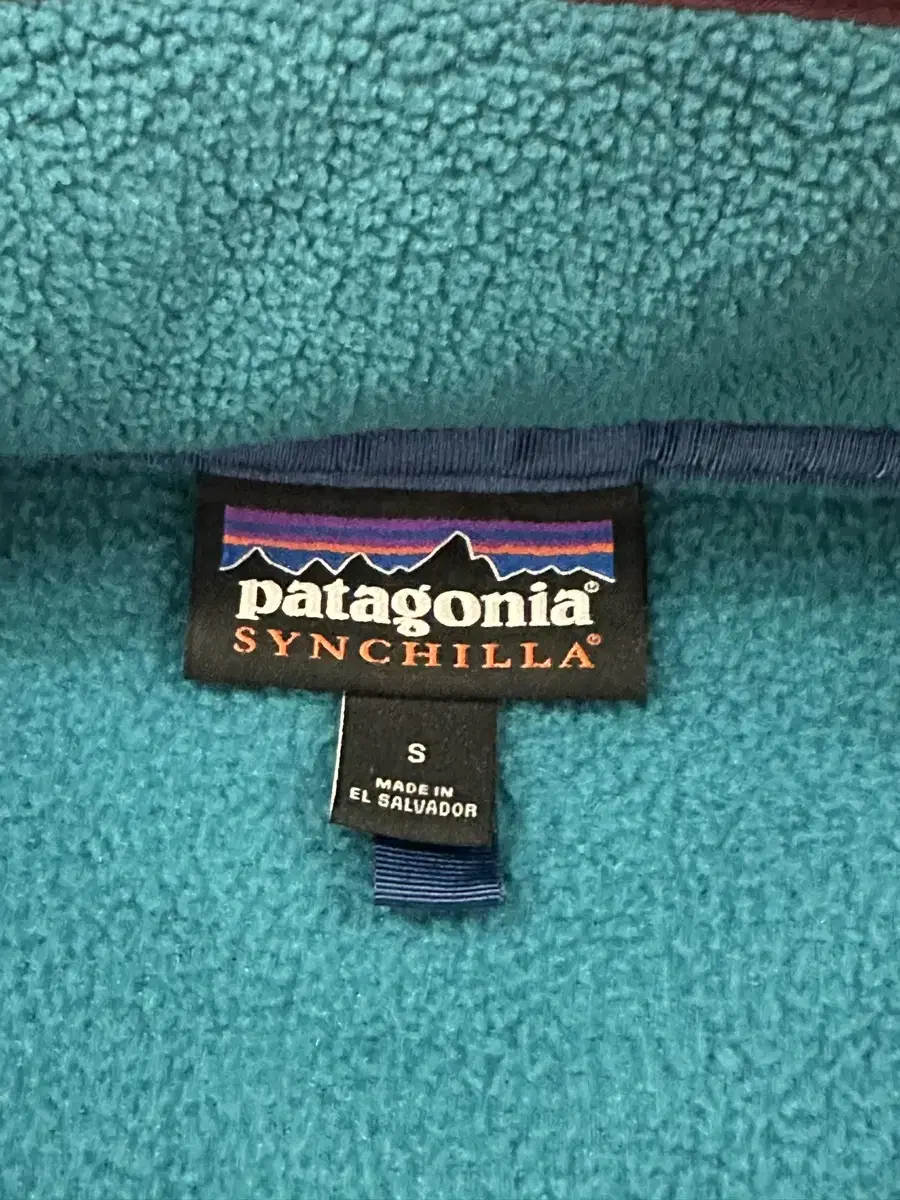 patagonia®
SYNCHILLA®
S
MADE IN
EL SALVADOR